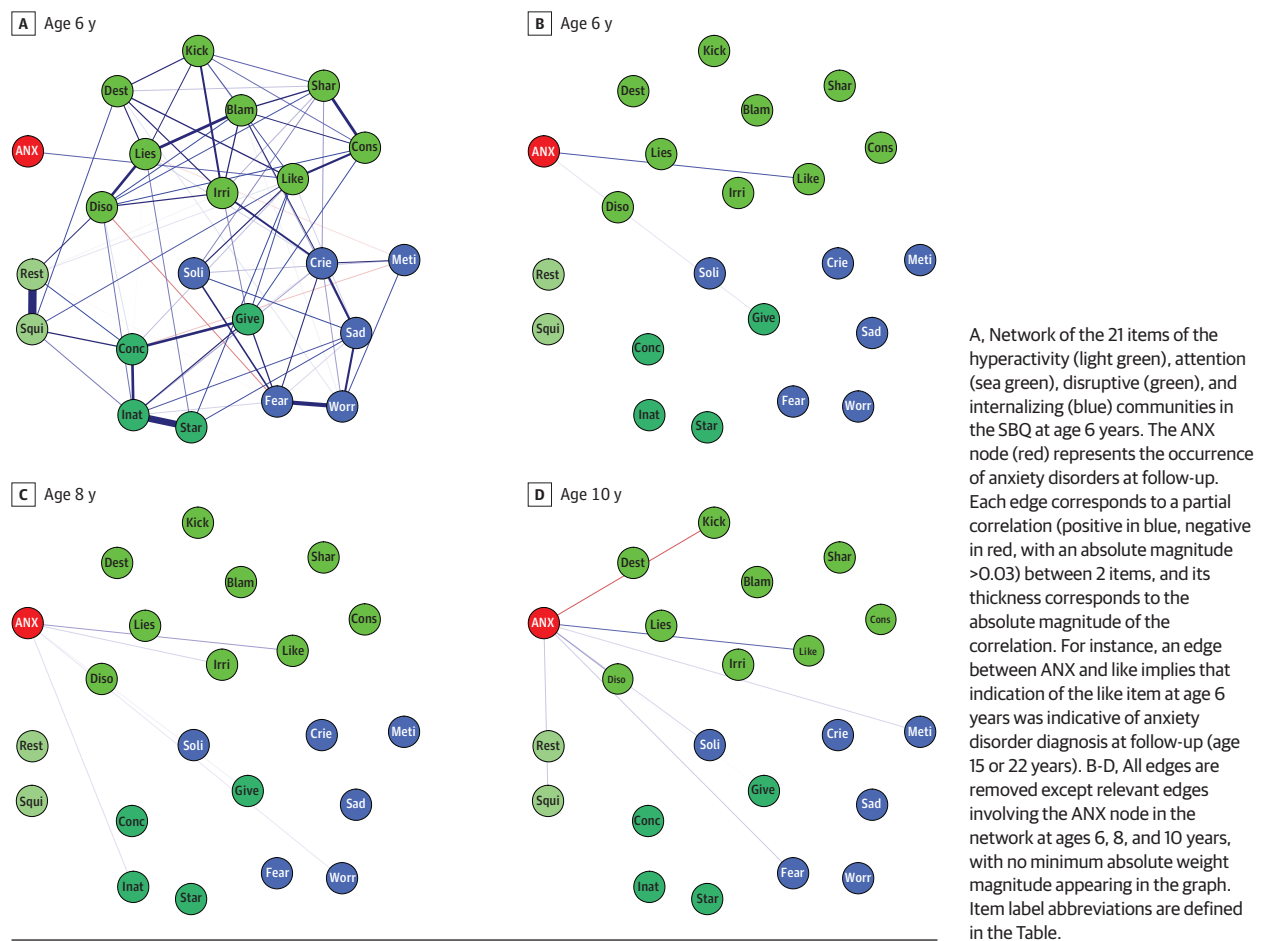 A Age 6 y
Kick
Dest
Shar
Blam
ANX
Lies
Cons
Like
Irri
Diso
Rest
Soli
Crie
Meti
Squi
Give
Conc
Sad
Fear
Worr
Inat
Star
B Age 6 y
Kick
Dest
Shar
Blam
ANX
Lies
Cons
Like
Irri
Diso
Rest
Soli
Crie
Meti
Squi
Give
Conc
Sad
Fear
Worr
Inat
Star
C Age 8 y
Kick
Dest
Shar
Blam
ANX
Lies
Cons
Like
Irri
Diso
Rest
Soli
Crie
Meti
Squi
Give
Conc
Sad
Fear
Worr
Inat
Star
D Age 10 y
Kick
Dest
Shar
Blam
ANX
Lies
Cons
Like
Irri
Diso
Rest
Soli
Crie
Meti
Squi
Give
Conc
Sad
Fear
Worr
Inat
Star
A, Network of the 21 items of the
hyperactivity (light green), attention
(sea green), disruptive (green), and
internalizing (blue) communities in
the SBQ at age 6 years. The ANX
node (red) represents the occurrence
of anxiety disorders at follow-up.
Each edge corresponds to a partial
correlation (positive in blue, negative
in red, with an absolute magnitude
>0.03) between 2 items, and its
thickness corresponds to the
absolute magnitude of the
correlation. For instance, an edge
between ANX and like implies that
indication of the like item at age 6
years was indicative of anxiety
disorder diagnosis at follow-up (age
15 or 22 years). B-D, All edges are
removed except relevant edges
involving the ANX node in the
network at ages 6, 8, and 10 years,
with no minimum absolute weight
magnitude appearing in the graph.
Item label abbreviations are defined
in the Table.